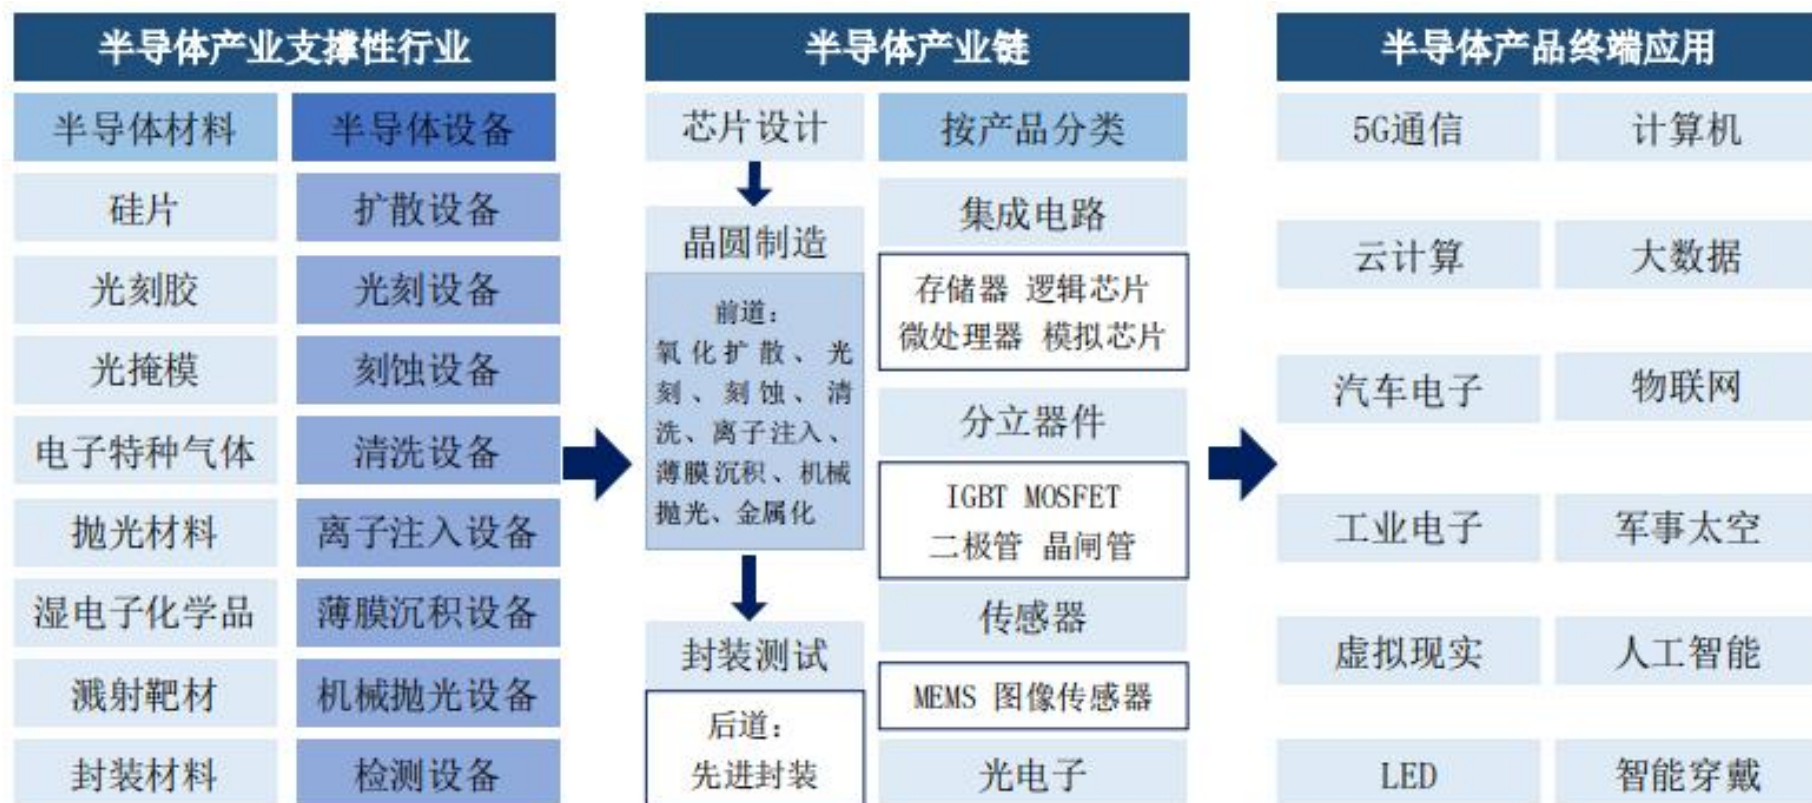 半导体产业支撑性行业
半导体材料
半导体设备
硅片
扩散设备
光刻胶
光刻设备
光掩模
刻蚀设备
电子特种气体
清洗设备
抛光材料
离子注入设备
湿电子化学品
薄膜沉积设备
溅射靶材
机械抛光设备
封装材料
检测设备
半导体产业链
芯片设计
晶圆制造
前道:
氧化扩散、光
刻、刻蚀、清
洗、离子注入、
薄膜沉积、机械
抛光、金属化
封装测试
后道:
先进封装
按产品分类
集成电路
存储器 逻辑芯片
微处理器 模拟芯片
分立器件
IGBT MOSFET
二极管 晶闸管
传感器
MEMS 图像传感器
光电子
半导体产品终端应用
5G通信
计算机
云计算
大数据
汽车电子
物联网
工业电子
军事太空
虚拟现实
人工智能
LED
智能穿戴